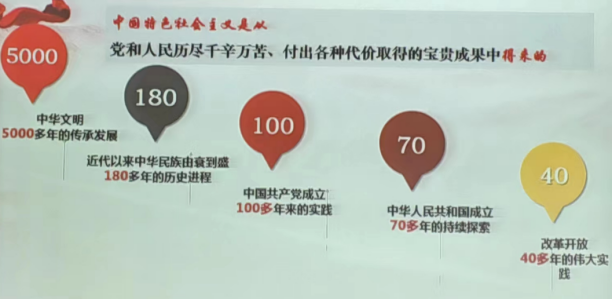 中国特色社会主义是从
党和人民历尽千辛万苦、付出各种代价取得的宝贵成果中得来的
5000
中华文明
5000多年的传承发展
180
近代以来中华民族由衰到盛
180多年的历史进程
100
中国共产党成立
100多年来的实践
70
中华人民共和国成立
70多年的持续探索
40
改革开放
40多年的伟大实
践